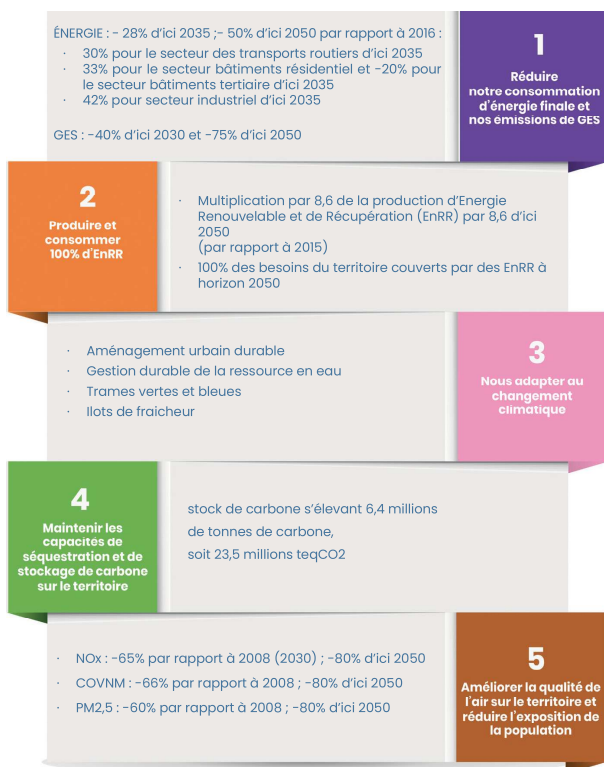 ÉNERGIE : - 28% d'ici 2035 ;- 50% d'ici 2050 par rapport à 2016 :
· 30% pour le secteur des transports routiers d'ici 2035
· 33% pour le secteur bâtiments résidentiel et -20% pour
le secteur bâtiments tertiaire d'ici 2035
· 42% pour secteur industriel d'ici 2035
GES : -40% d'ici 2030 et -75% d'ici 2050
1
Réduire
notre consommation
d'énergie finale et
nos émissions de GES
2
Produire et
consommer
100% d'EnRR
· Multiplication par 8,6 de la production d'Energie
Renouvelable et de Récupération (EnRR) par 8,6 d'ici
2050
(par rapport à 2015)
· 100% des besoins du territoire couverts par des EnRR à
horizon 2050
· Aménagement urbain durable
· Gestion durable de la ressource en eau
· Trames vertes et bleues
· Ilots de fraicheur
3
Nous adapter au
changement
climatique
4
Maintenir les
capacités de
séquestration et de
stockage de carbone
sur le territoire
stock de carbone s'élevant 6,4 millions
de tonnes de carbone,
soit 23,5 millions teqCO2
· NOx : -65% par rapport à 2008 (2030) ; -80% d'ici 2050
· COVNM : -66% par rapport à 2008 ; -80% d'ici 2050
· PM2,5 : -60% par rapport à 2008 ; -80% d'ici 2050
5
Améliorer la qualité de
l'air sur le territoire et
réduire l'exposition de
la population